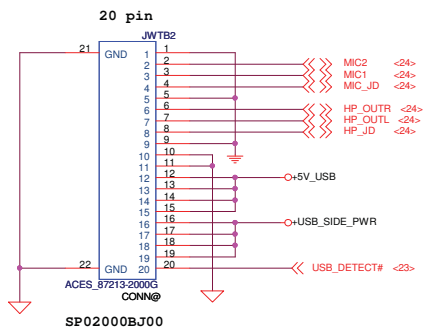 20 pin
JWTB2
21 GND 1 1
2 2 MIC2 <24>
3 3 MIC1 <24>
4 4 MIC_JD <24>
5 5
6 6 HP_OUTR <24>
7 7 HP_OUTL <24>
8 8 HP_JD <24>
9 9
10 10
11 11
12 12 +5V_USB
13 13
14 14
15 15
16 16 +USB_SIDE_PWR
17 17
18 18
19 19
22 GND 20 20 USB_DETECT# <23>
ACES_87213-2000G
CONN@
SP02000BJ00